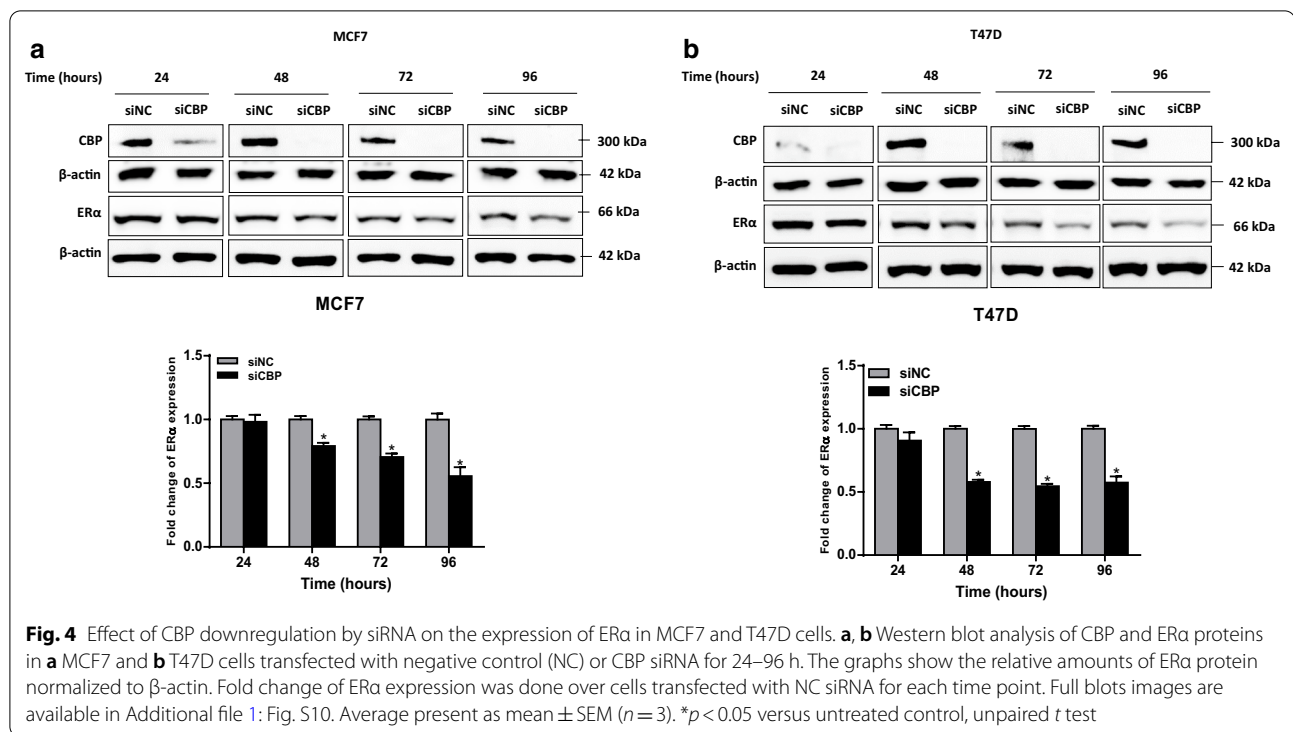 a
MCF7
Time (hours) 24 48 72 96
siNC siCBP siNC siCBP siNC siCBP siNC siCBP
CBP 300 kDa
β-actin 42 kDa
ERα 66 kDa
β-actin 42 kDa
MCF7
1.5
1.0
0.5
0.0
Fold change of ERα expression
siNC
siCBP
* * *
24 48 72 96
Time (hours)
b
T47D
Time (hours) 24 48 72 96
siNC siCBP siNC siCBP siNC siCBP siNC siCBP
CBP 300 kDa
β-actin 42 kDa
ERα 66 kDa
β-actin 42 kDa
T47D
1.5
1.0
0.5
0.0
Fold change of ERα expression
siNC
siCBP
* * *
24 48 72 96
Time (hours)
Fig. 4 Effect of CBP downregulation by siRNA on the expression of ERα in MCF7 and T47D cells. a, b Western blot analysis of CBP and ERα proteins
in a MCF7 and b T47D cells transfected with negative control (NC) or CBP siRNA for 24–96 h. The graphs show the relative amounts of ERα protein
normalized to β-actin. Fold change of ERα expression was done over cells transfected with NC siRNA for each time point. Full blots images are
available in Additional file 1: Fig. S10. Average present as mean ± SEM (n = 3). *p < 0.05 versus untreated control, unpaired t test